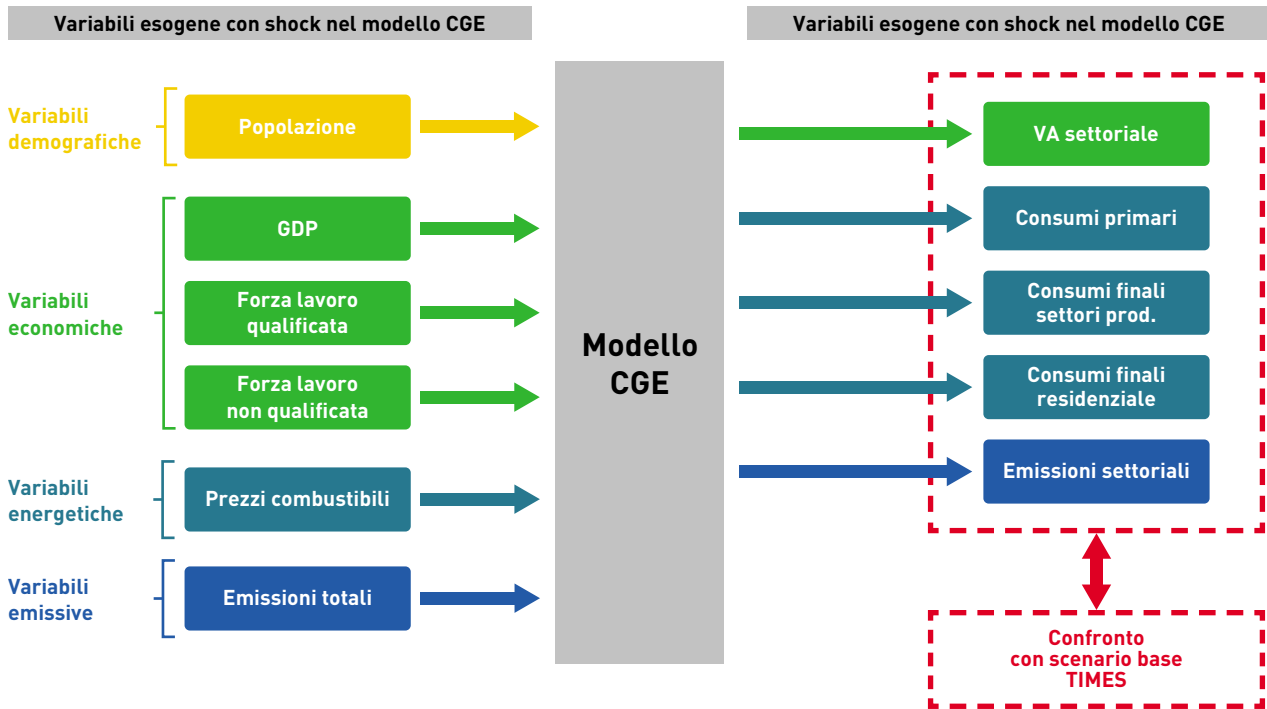 Variabili esogene con shock nel modello CGE
Variabili
demografiche
Popolazione
Variabili
economiche
GDP
Forza lavoro
qualificata
Forza lavoro
non qualificata
Variabili
energetiche
Prezzi combustibili
Variabili
emissive
Emissioni totali
Modello
CGE
Variabili esogene con shock nel modello CGE
VA settoriale
Consumi primari
Consumi finali
settori prod.
Consumi finali
residenziale
Emissioni settoriali
Confronto
con scenario base
TIMES